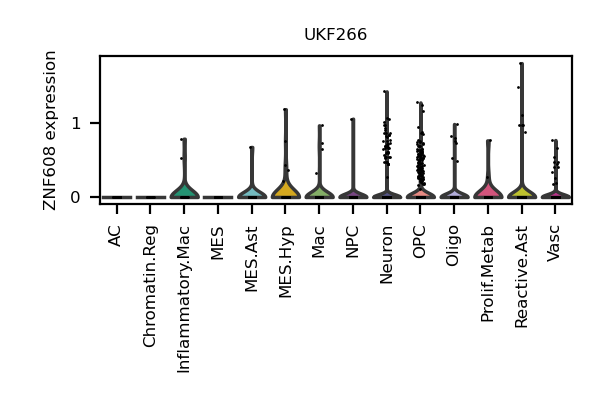 UKF266
ZNF608 expression
1
0
AC
Chromatin.Reg
Inflammatory.Mac
MES
MES.Ast
MES.Hyp
Mac
NPC
Neuron
OPC
Oligo
Prolif.Metab
Reactive.Ast
Vasc